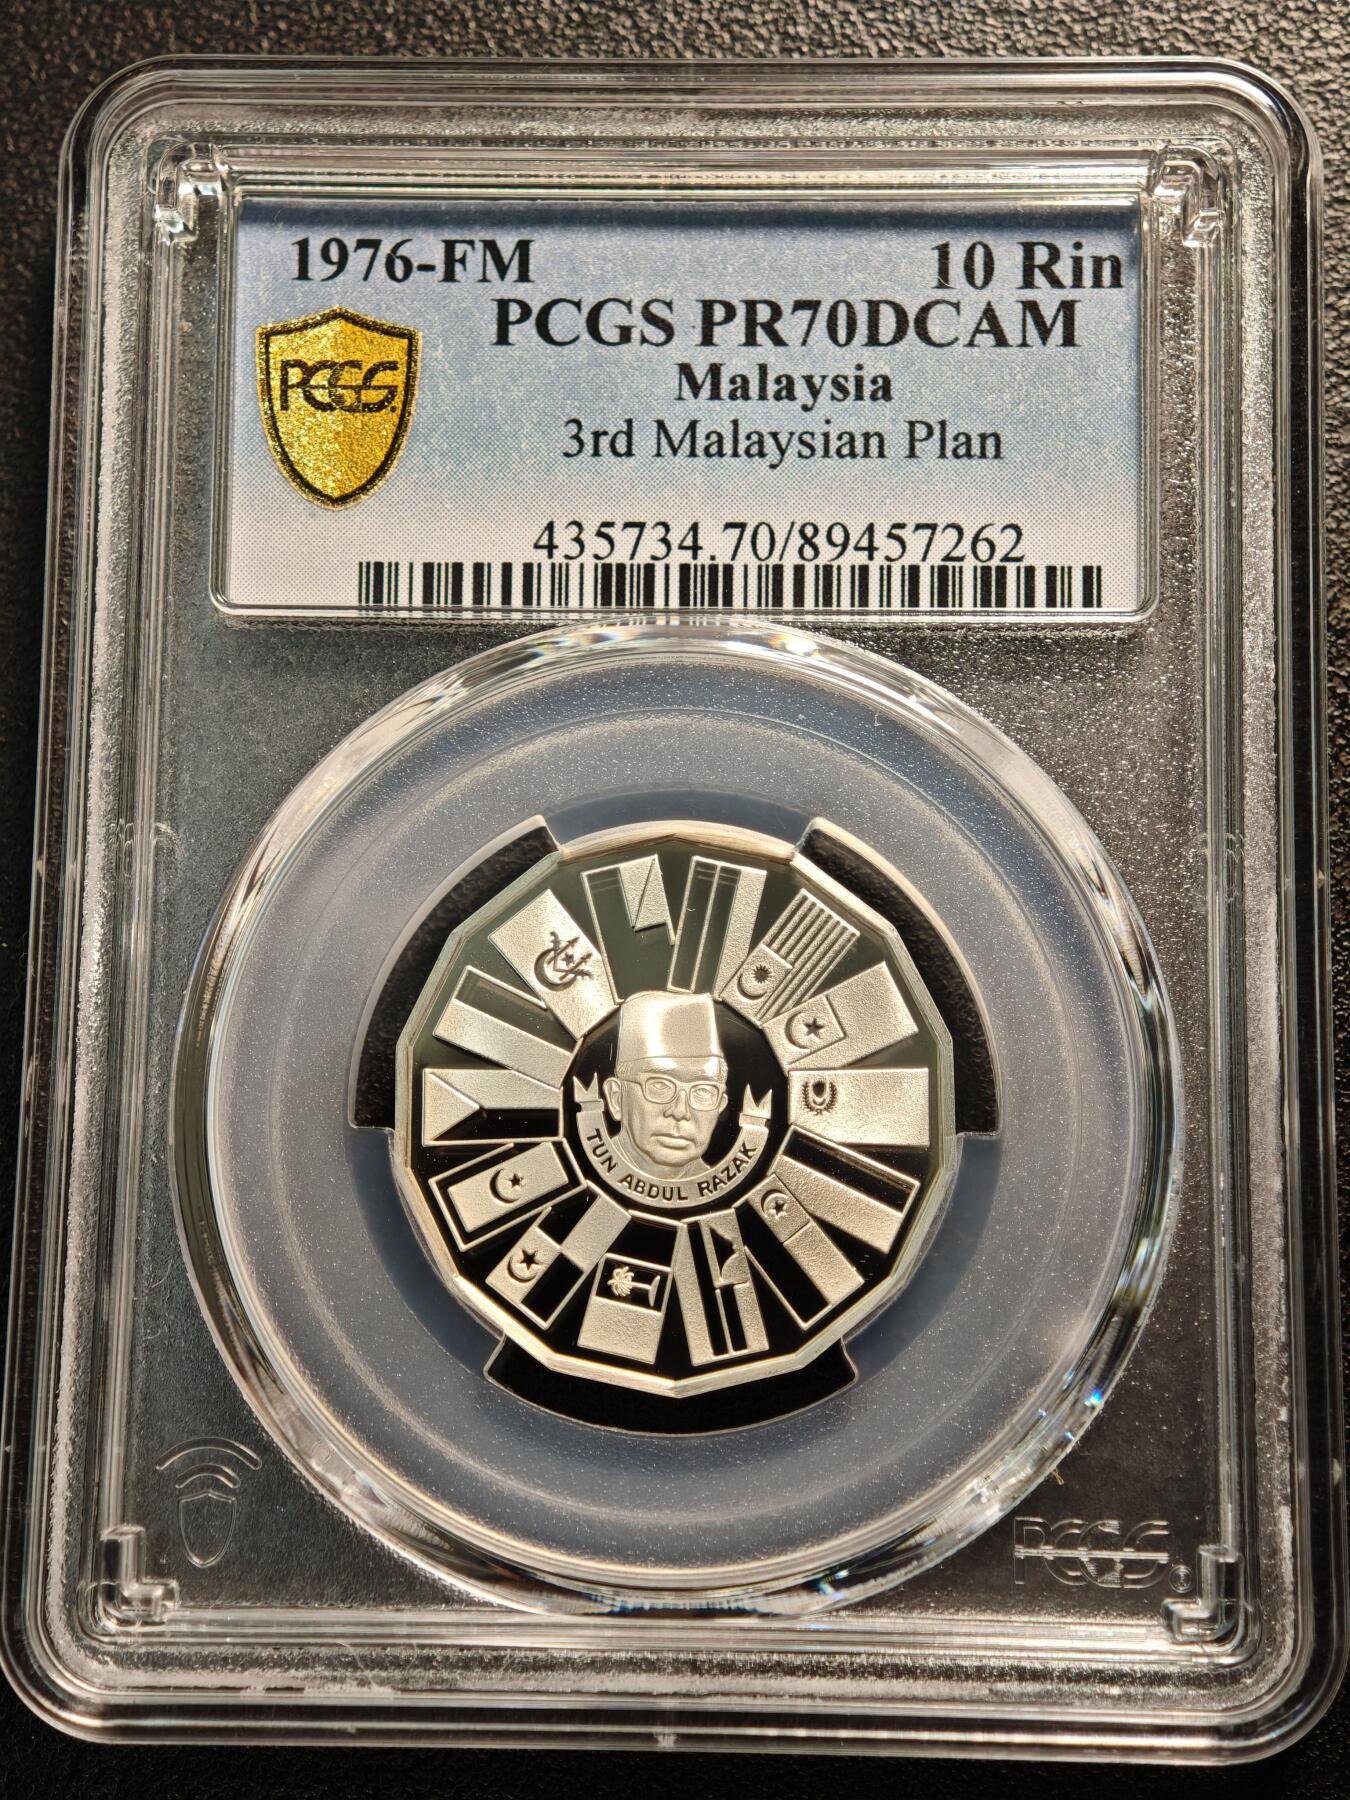 1976-FM 10 Rin
PCGS PR70DCAM
PCGS
Malaysia
3rd Malaysian Plan
435734.70/89457262
TUN ABDUL RAZAK
PCGS